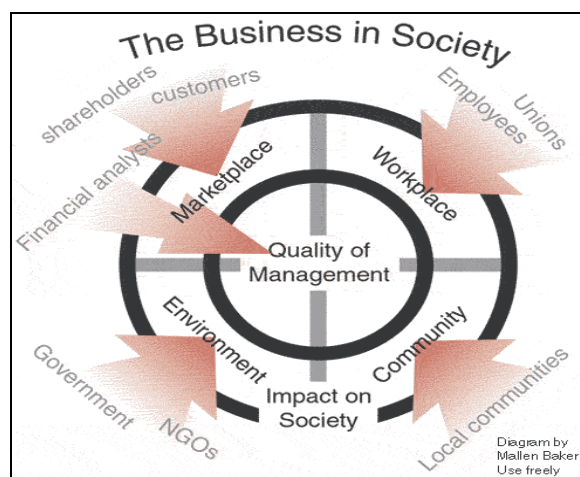 The Business in Society
shareholders
customers
Financial analysts
Marketplace
Unions
Employees
Workplace
Quality of
Management
Environment
Community
Government
NGOs
Impact on
Society
Local communities
Diagram by
Mallen Baker
Use freely